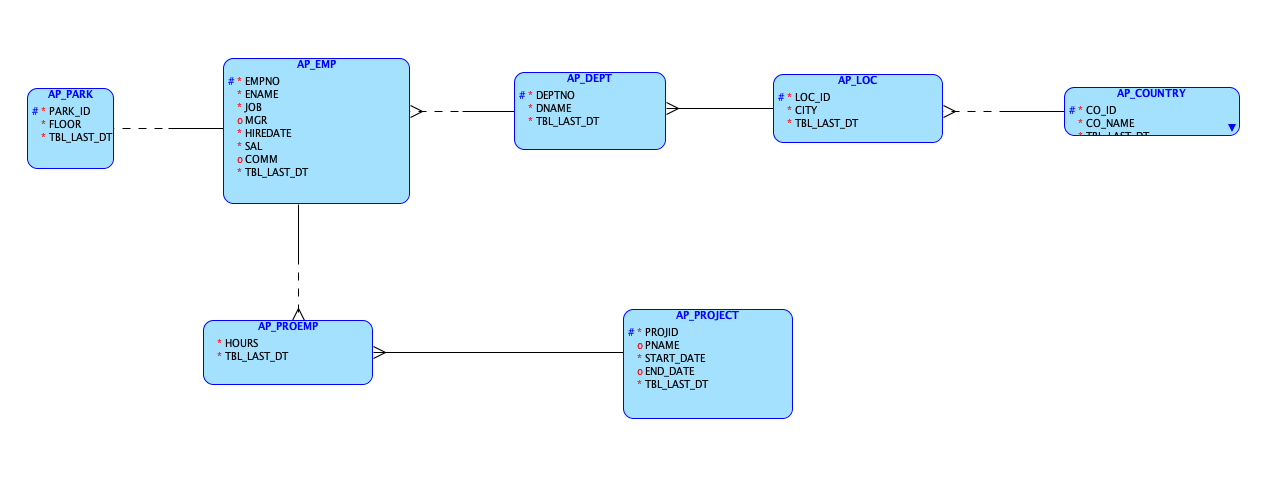 AP_PARK
# * PARK_ID
* FLOOR
* TBL_LAST_DT
AP_EMP
# * EMPNO
* ENAME
* JOB
o MGR
* HIREDATE
* SAL
o COMM
* TBL_LAST_DT
AP_DEPT
# * DEPTNO
* DNAME
* TBL_LAST_DT
AP_LOC
# * LOC_ID
* CITY
* TBL_LAST_DT
AP_COUNTRY
# * CO_ID
* CO_NAME
* TBL_LAST_DT
AP_PROEMP
* HOURS
* TBL_LAST_DT
AP_PROJECT
# * PROJID
o PNAME
* START_DATE
o END_DATE
* TBL_LAST_DT